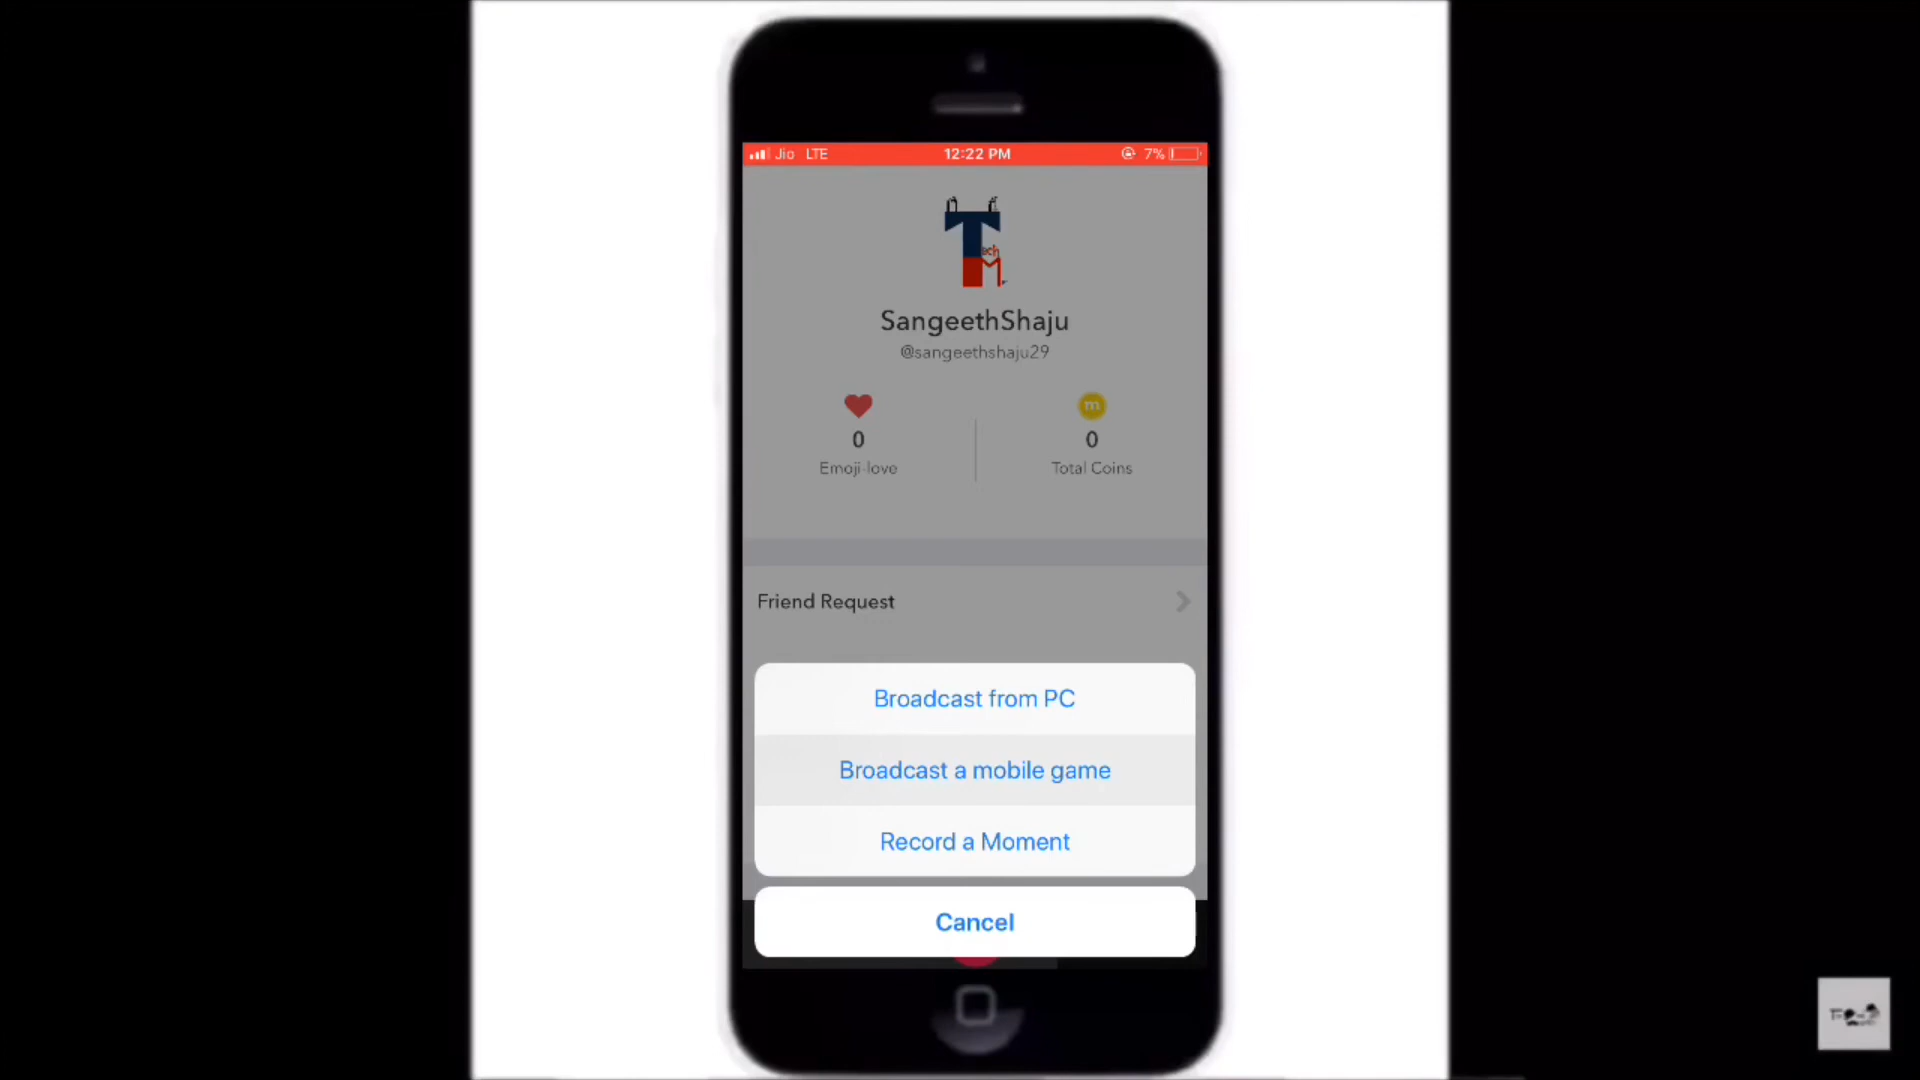 Jio LTE 12:22 PM 7%
Tech
M.
SangeethShaju
@sangeethshaju29
m
0 0
Emoji-love Total Coins
Friend Request
Broadcast from PC
Broadcast a mobile game
Record a Moment
Cancel